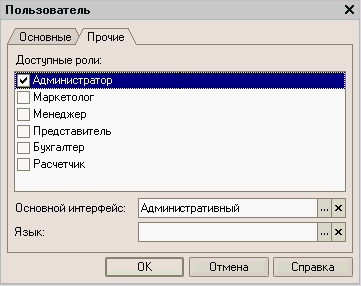 Пользователь
Основные Прочие
Доступные роли:
Администратор
Маркетолог
Менеджер
Представитель
Бухгалтер
Расчетчик
Основной интерфейс: Административный ...
Язык: ...
OK Отмена Справка